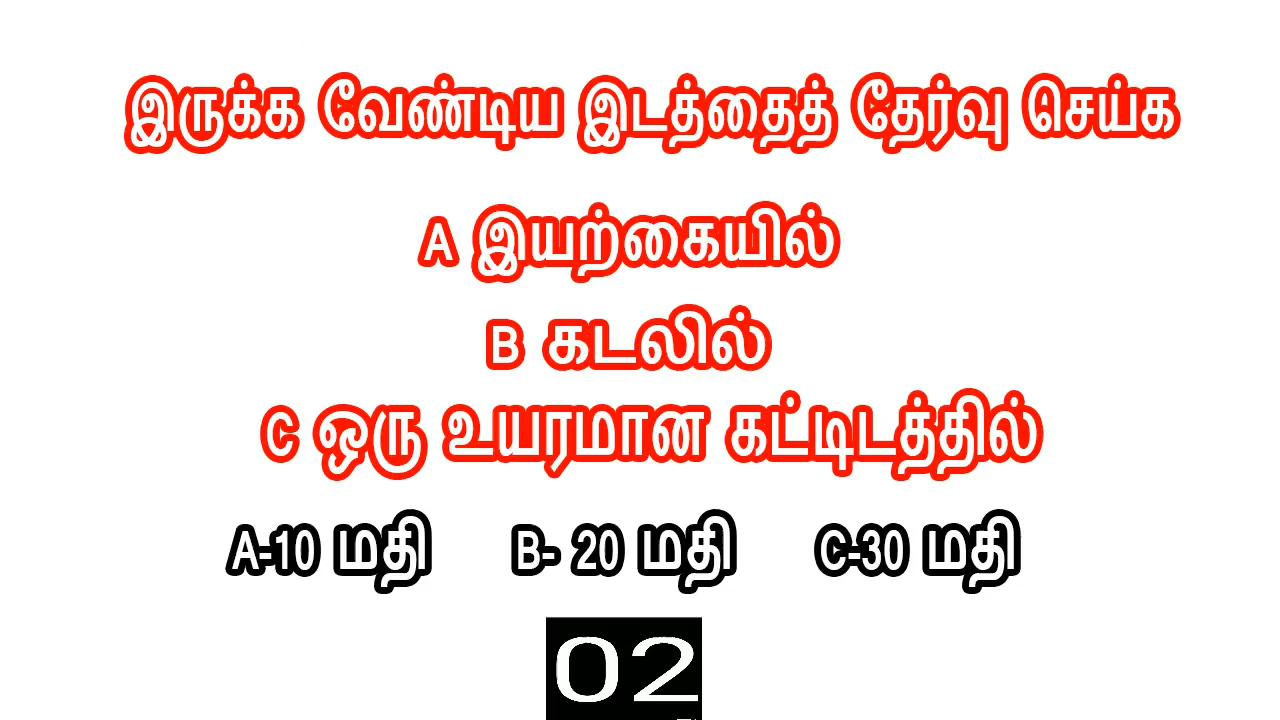 இருக்க வேண்டிய இடத்தைத் தேர்வு செய்க
A இயற்கையில்
B கடலில்
C ஒரு உயரமான கட்டிடத்தில்
A-10 மதி B- 20 மதி C-30 மதி
02